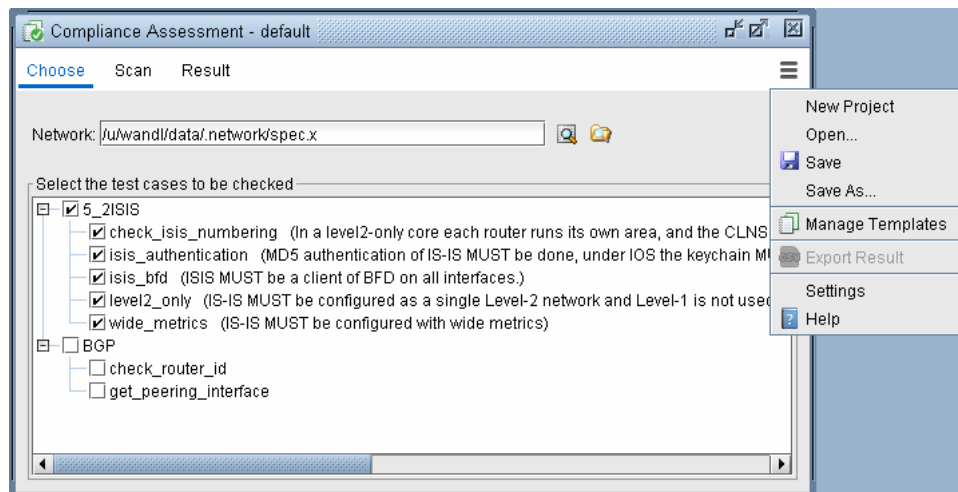 Compliance Assessment - default
Choose Scan Result
New Project
Open...
Save
Save As...
Manage Templates
Export Result
Settings
Help
Network: /u/wandl/data/.network/spec.x
Select the test cases to be checked
5_2ISIS
check_isis_numbering (In a level2-only core each router runs its own area, and the CLNS
isis_authentication (MD5 authentication of IS-IS MUST be done, under IOS the keychain
isis_bfd (ISIS MUST be a client of BFD on all interfaces.)
level2_only (IS-IS MUST be configured as a single Level-2 network and Level-1 is not used
wide_metrics (IS-IS MUST be configured with wide metrics)
BGP
check_router_id
get_peering_interface